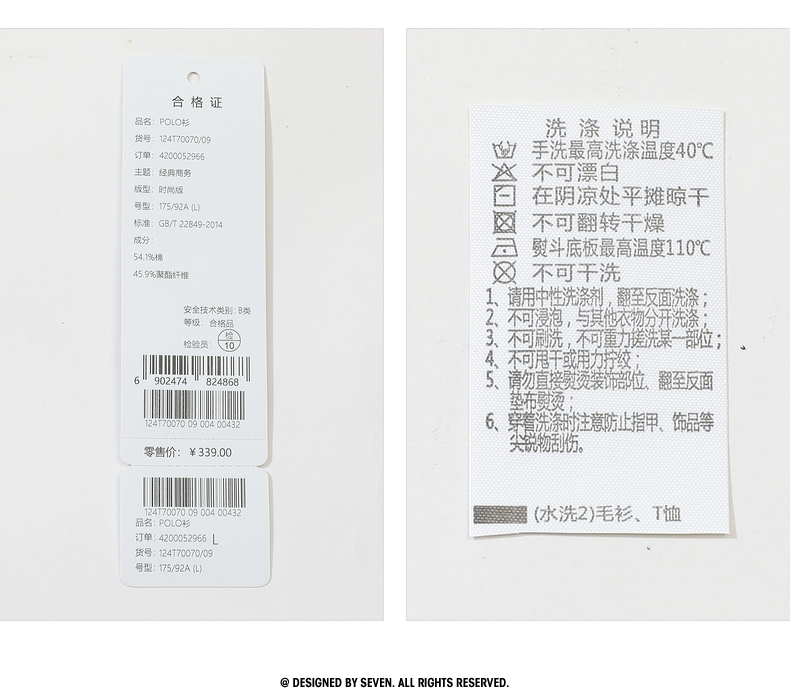 合格证
品名：POLO衫
货号：124T70070/09
订单：4200052966
主题：经典商务
版型：时尚版
号型：175/92A (L)
标准：GB/T 22849-2014
成分：
54.1%棉
45.9%聚酯纤维
安全技术类别：B类
等级：合格品
检验员：检 10
6 902474 824868
124T70070 09 004 00432
零售价：￥339.00
124T70070 09 004 00432
品名：POLO衫
订单：4200052966 L
货号：124T70070/09
号型：175/92A (L)
洗涤说明
手洗最高洗涤温度40℃
不可漂白
在阴凉处平摊晾干
不可翻转干燥
熨斗底板最高温度110℃
不可干洗
1、请用中性洗涤剂，翻至反面洗涤；
2、不可浸泡，与其他衣物分开洗涤；
3、不可刷洗，不可重力搓洗某一部位；
4、不可甩干或用力拧绞；
5、请勿直接熨烫装饰部位、翻至反面
垫布熨烫；
6、穿着洗涤时注意防止指甲、饰品等
尖锐物刮伤。
(水洗2)毛衫、T恤
@ DESIGNED BY SEVEN. ALL RIGHTS RESERVED.